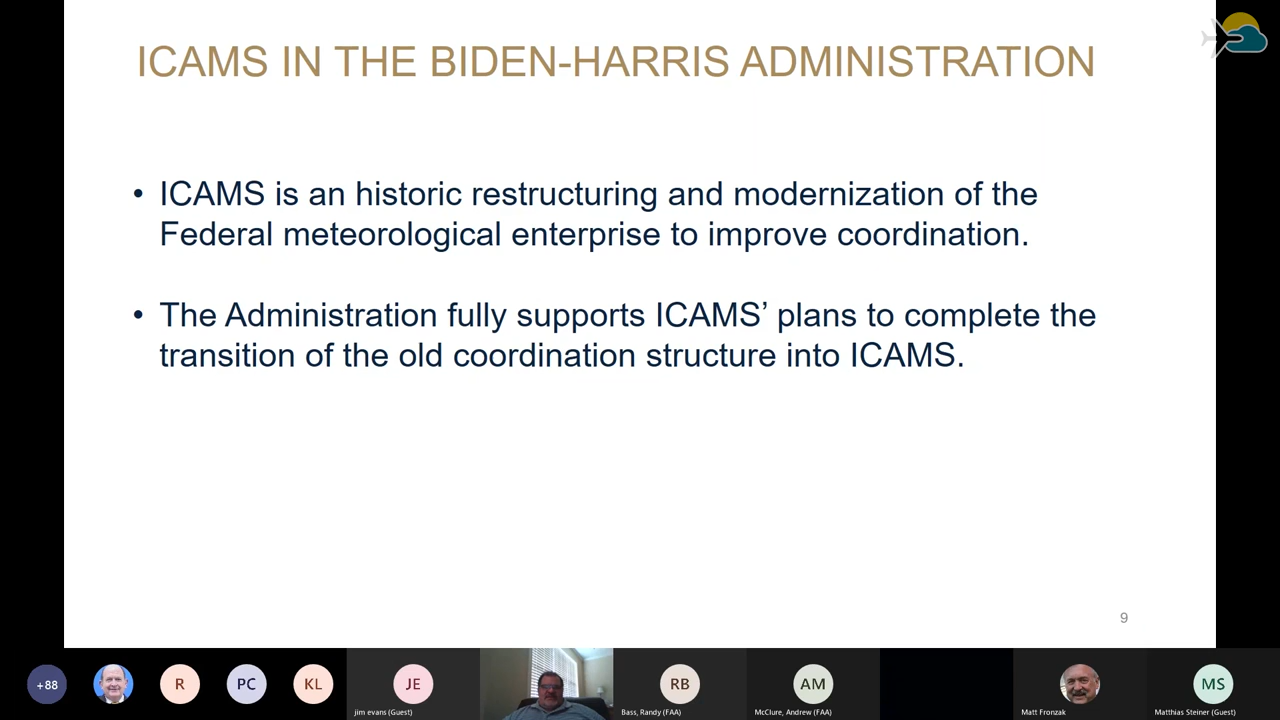 ICAMS IN THE BIDEN-HARRIS ADMINISTRATION
• ICAMS is an historic restructuring and modernization of the
Federal meteorological enterprise to improve coordination.
• The Administration fully supports ICAMS’ plans to complete the
transition of the old coordination structure into ICAMS.
9
+88
R
PC
KL
JE
RB
AM
MS
jim evans (Guest)
Bass, Randy (FAA)
McClure, Andrew (FAA)
Matt Fronzak
Matthias Steiner (Guest)